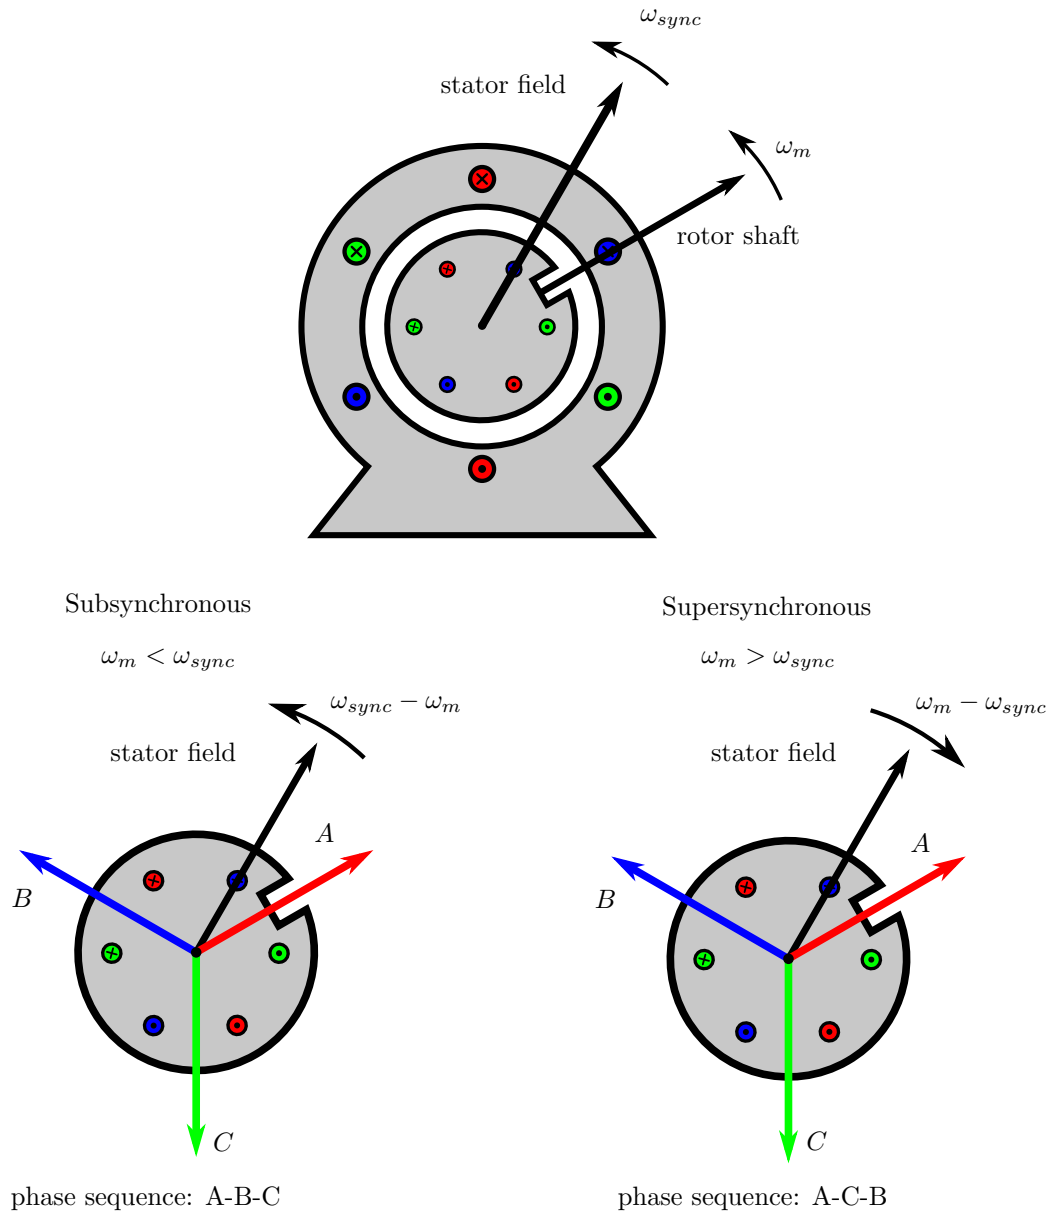 ω_sync
stator field
ω_m
rotor shaft
Subsynchronous
ω_m < ω_sync
ω_sync − ω_m
stator field
A
B
C
phase sequence: A-B-C
Supersynchronous
ω_m > ω_sync
ω_m − ω_sync
stator field
A
B
C
phase sequence: A-C-B